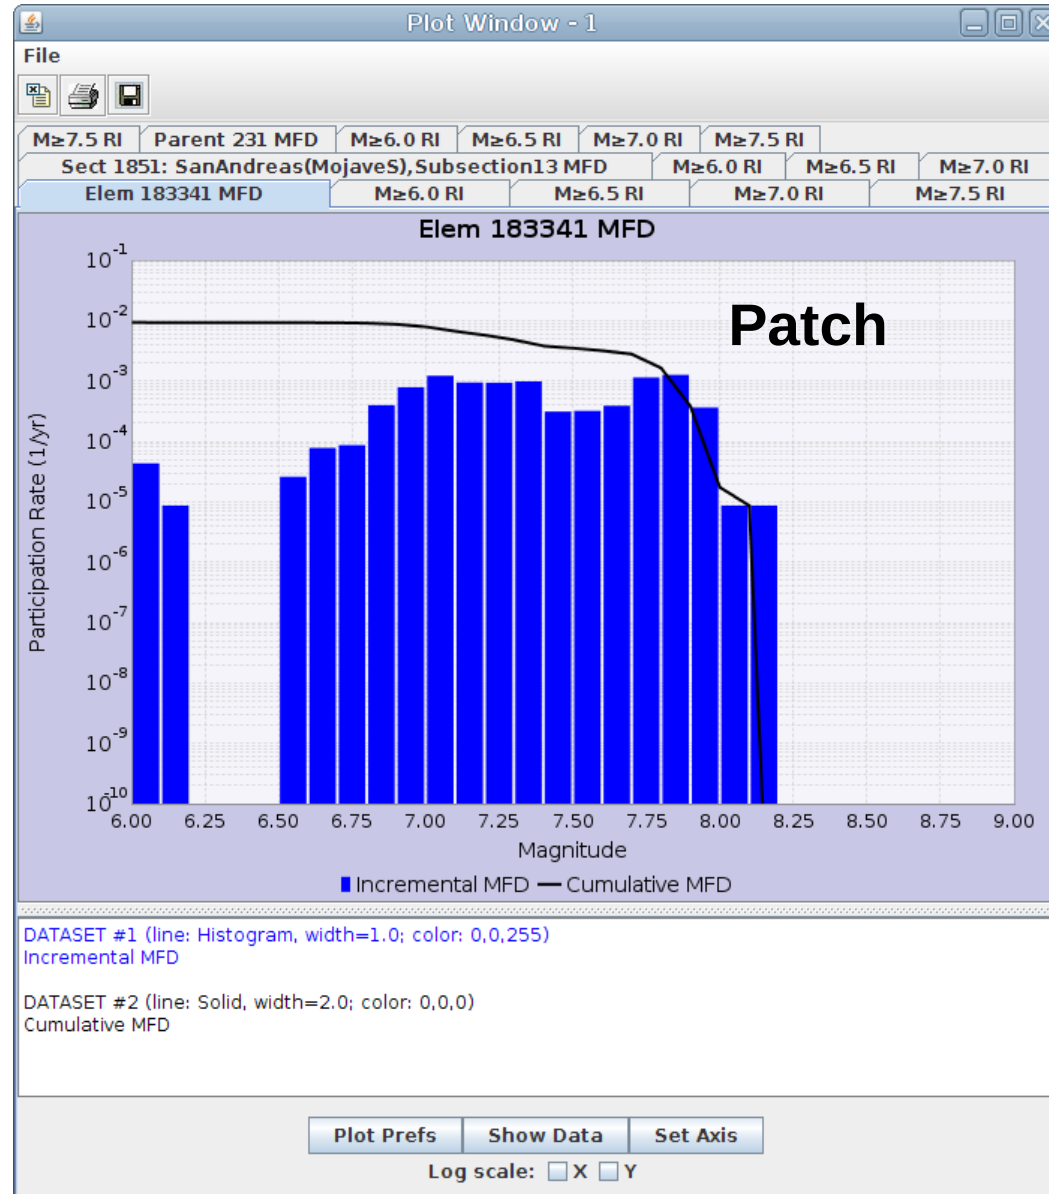 Plot Window - 1
File
M≥7.5 RI Parent 231 MFD M≥6.0 RI M≥6.5 RI M≥7.0 RI M≥7.5 RI
Sect 1851: SanAndreas(MojaveS),Subsection13 MFD M≥6.0 RI M≥6.5 RI M≥7.0 RI
Elem 183341 MFD M≥6.0 RI M≥6.5 RI M≥7.0 RI M≥7.5 RI
Elem 183341 MFD
Patch
Participation Rate (1/yr)
10^-1
10^-2
10^-3
10^-4
10^-5
10^-6
10^-7
10^-8
10^-9
10^-10
6.00 6.25 6.50 6.75 7.00 7.25 7.50 7.75 8.00 8.25 8.50 8.75 9.00
Magnitude
Incremental MFD Cumulative MFD
DATASET #1 (line: Histogram, width=1.0; color: 0,0,255)
Incremental MFD
DATASET #2 (line: Solid, width=2.0; color: 0,0,0)
Cumulative MFD
Plot Prefs Show Data Set Axis
Log scale: X Y